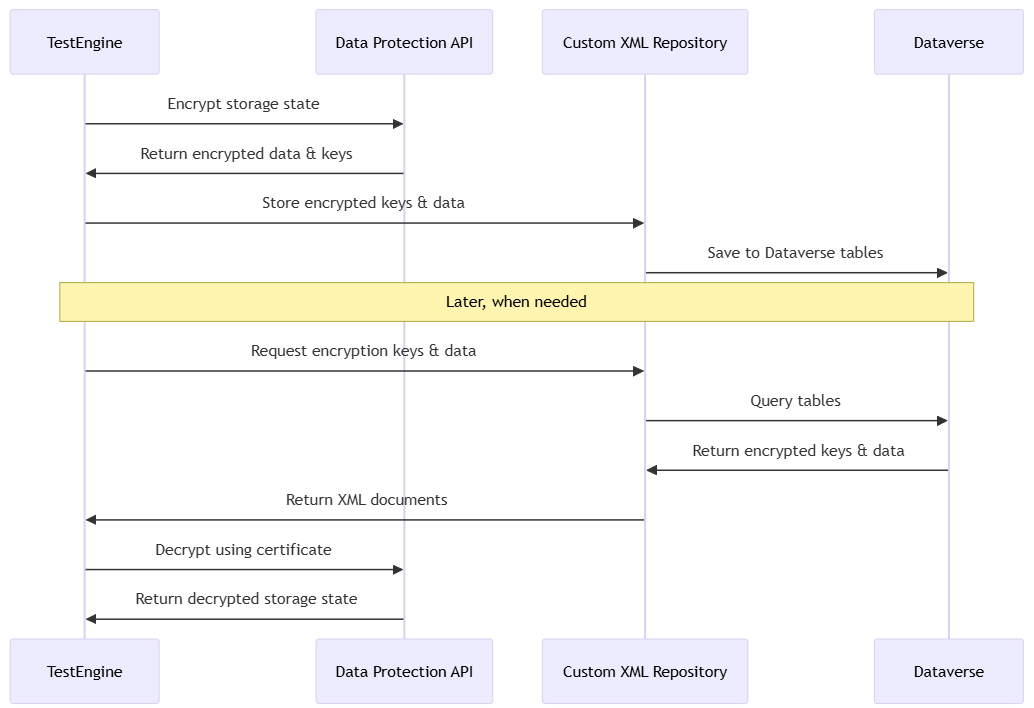 TestEngine
Data Protection API
Custom XML Repository
Dataverse
Encrypt storage state
Return encrypted data & keys
Store encrypted keys & data
Save to Dataverse tables
Later, when needed
Request encryption keys & data
Query tables
Return encrypted keys & data
Return XML documents
Decrypt using certificate
Return decrypted storage state
TestEngine
Data Protection API
Custom XML Repository
Dataverse